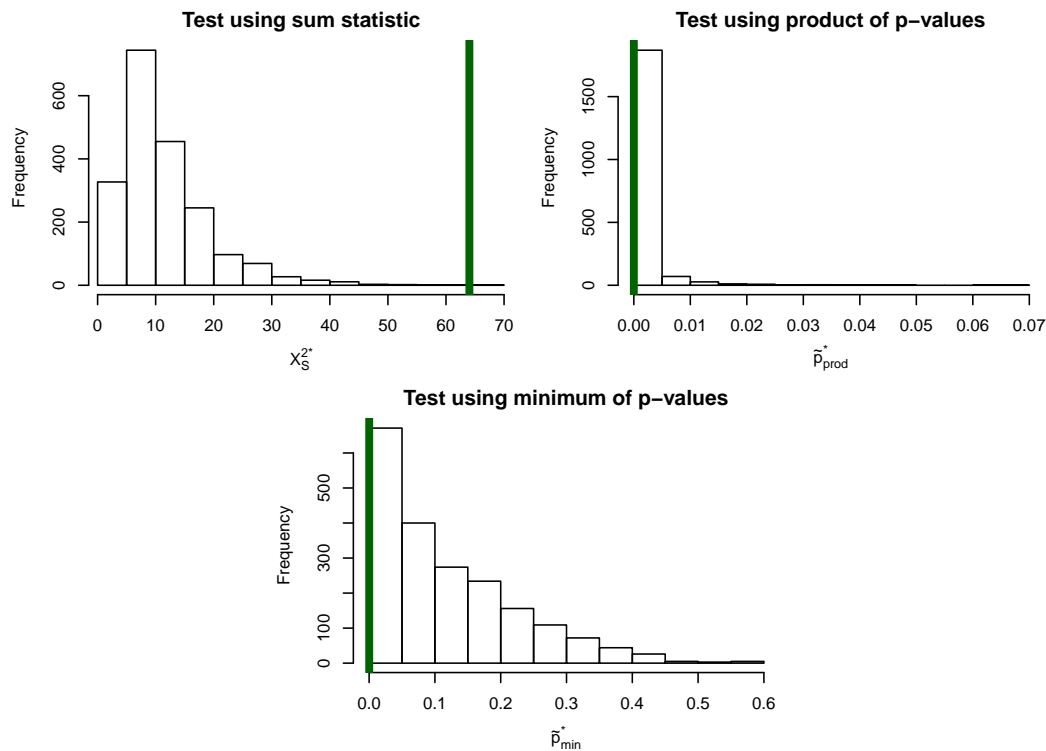 Test using sum statistic
Frequency
0 200 400 600
0 10 20 30 40 50 60 70
X_S^2*
Test using product of p−values
Frequency
0 500 1000 1500
0.00 0.01 0.02 0.03 0.04 0.05 0.06 0.07
p̃*_prod
Test using minimum of p−values
Frequency
0 100 300 500
0.0 0.1 0.2 0.3 0.4 0.5 0.6
p̃*_min